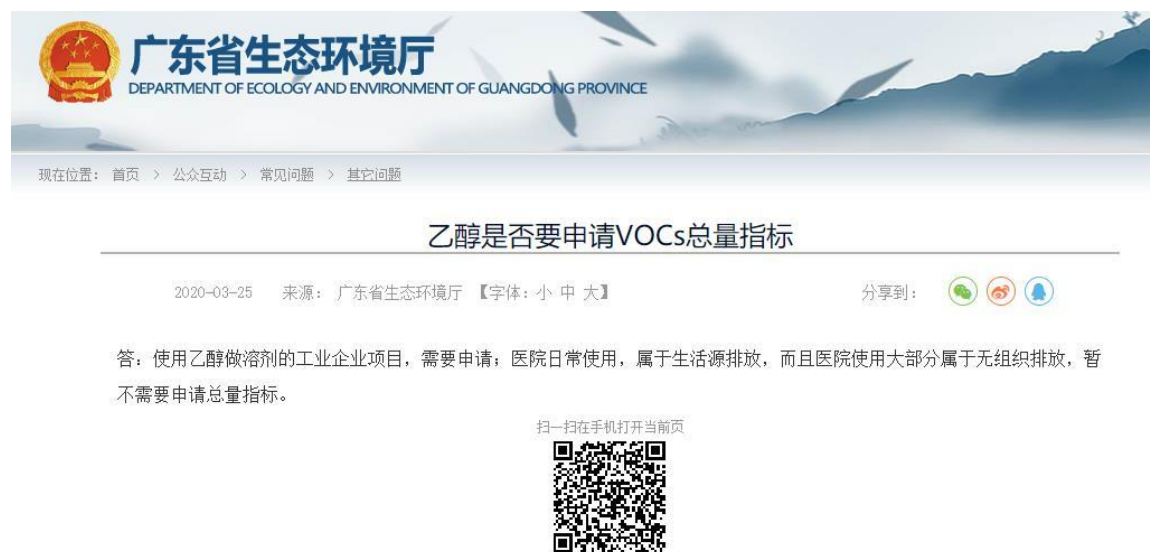 广东省生态环境厅
DEPARTMENT OF ECOLOGY AND ENVIRONMENT OF GUANGDONG PROVINCE
现在位置: 首页 > 公众互动 > 常见问题 > 其它问题
乙醇是否要申请VOCs总量指标
2020-03-25 来源: 广东省生态环境厅 【字体: 小 中 大】 分享到:
答: 使用乙醇做溶剂的工业企业项目，需要申请；医院日常使用，属于生活源排放，而且医院使用大部分属于无组织排放，暂
不需要申请总量指标。
扫一扫在手机打开当前页